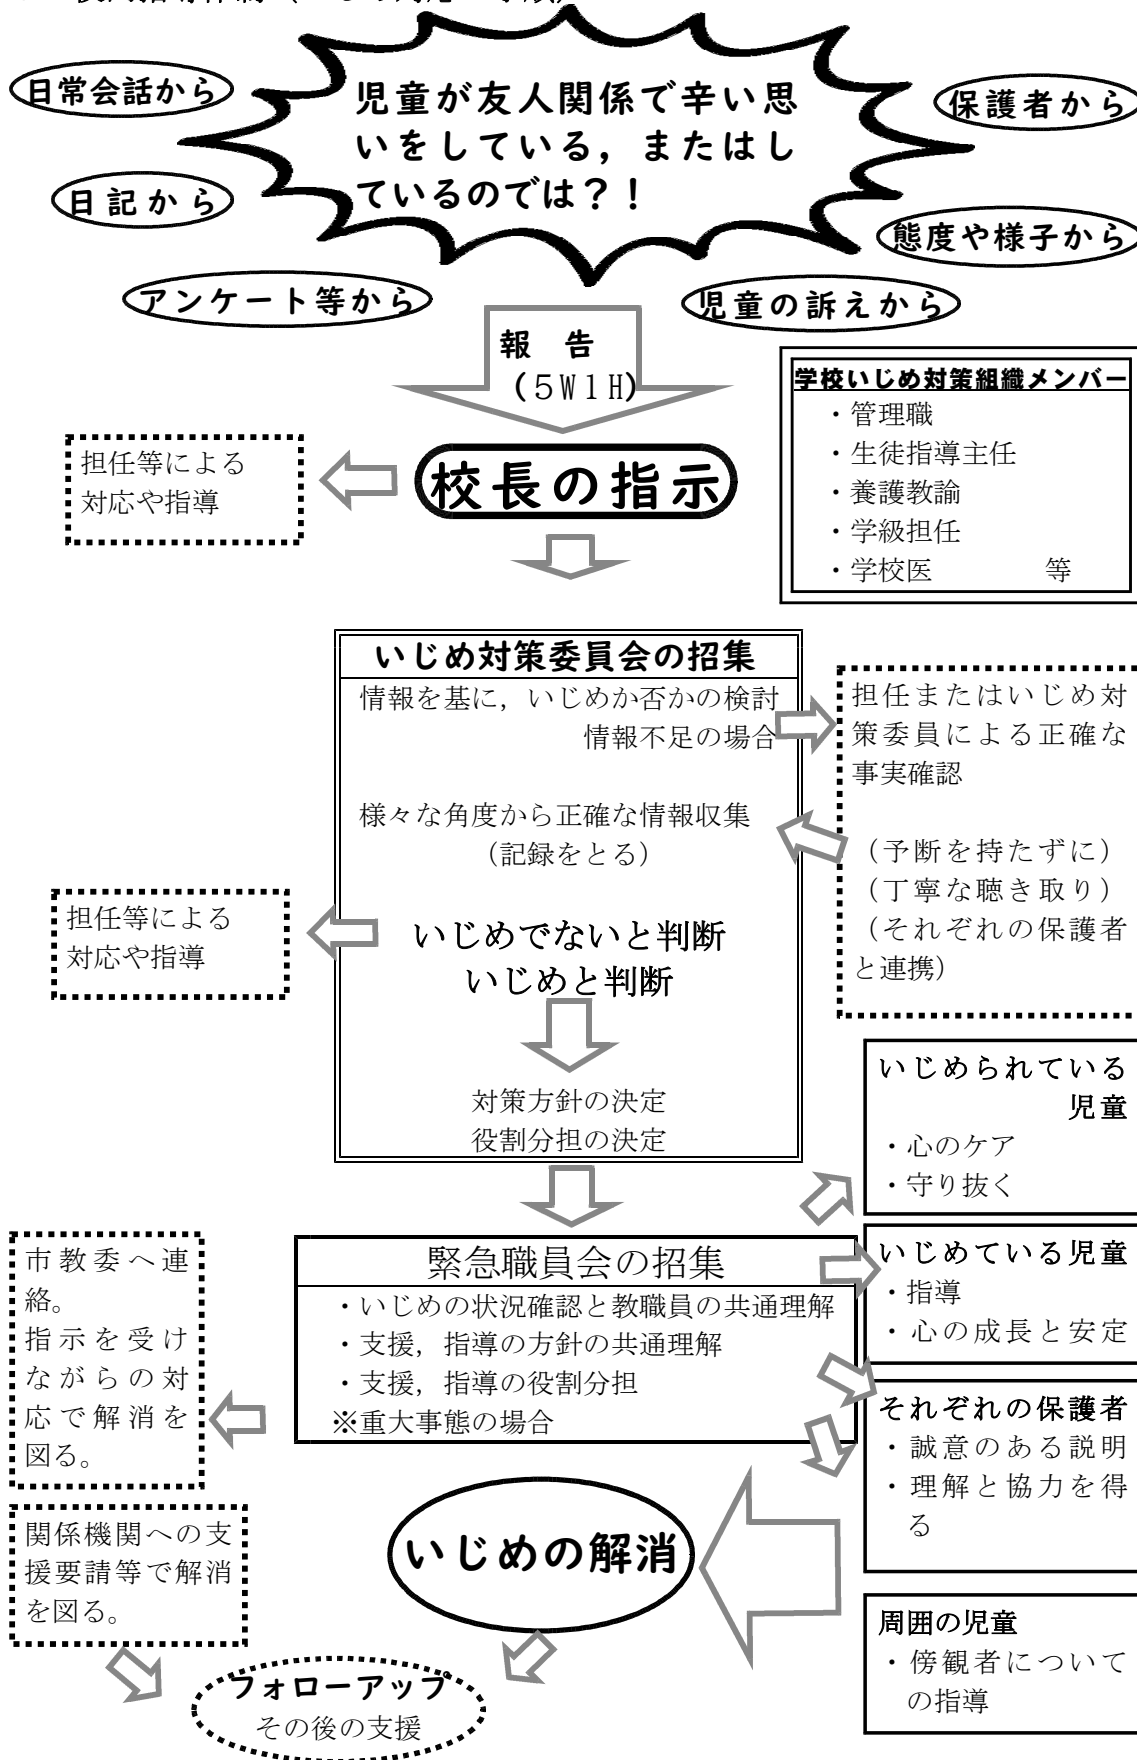 児童が友人関係で辛い思
いをしている，またはし
ているのでは？！
日常会話から
日記から
アンケート等から
保護者から
態度や様子から
児童の訴えから
報　告
（５Ｗ１Ｈ）
校長の指示
担任等による
対応や指導
学校いじめ対策組織メンバー
・管理職
・生徒指導主任
・養護教諭
・学級担任
・学校医　　　等
いじめ対策委員会の招集
情報を基に，いじめか否かの検討
情報不足の場合
担任またはいじめ対
策委員による正確な
事実確認
（予断を持たずに）
（丁寧な聴き取り）
（それぞれの保護者
と連携）
様々な角度から正確な情報収集
（記録をとる）
いじめでないと判断
いじめと判断
担任等による
対応や指導
対策方針の決定
役割分担の決定
緊急職員会の招集
・いじめの状況確認と教職員の共通理解
・支援，指導の方針の共通理解
・支援，指導の役割分担
※重大事態の場合
いじめられている
児童
・心のケア
・守り抜く
いじめている児童
・指導
・心の成長と安定
それぞれの保護者
・誠意のある説明
・理解と協力を得
る
周囲の児童
・傍観者について
の指導
市教委へ連
絡。
指示を受け
ながらの対
応で解消を
図る。
関係機関への支
援要請等で解消
を図る。
いじめの解消
フォローアップ
その後の支援